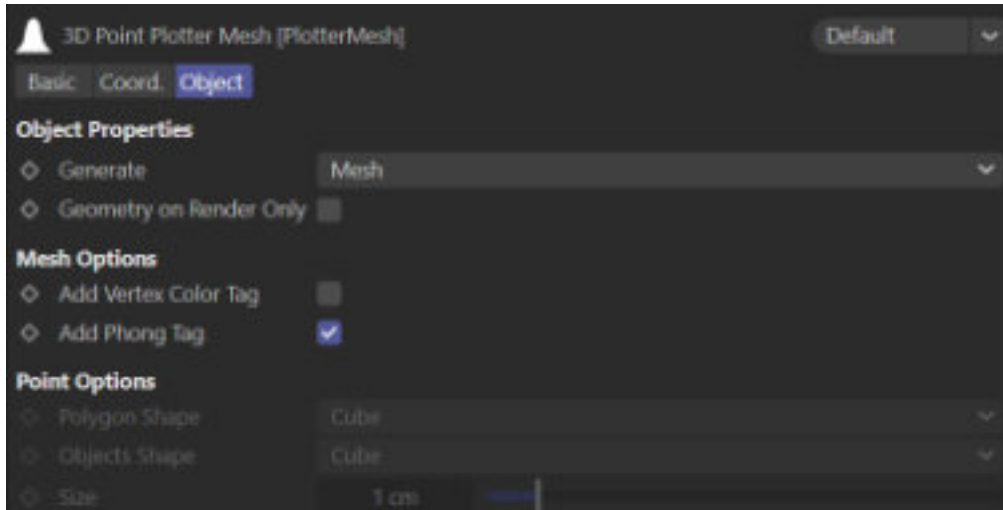 3D Point Plotter Mesh [PlotterMesh] Default
Basic Coord. Object
Object Properties
Generate Mesh
Geometry on Render Only
Mesh Options
Add Vertex Color Tag
Add Phong Tag
Point Options
Polygon Shape Cube
Objects Shape Cube
Size 1 cm